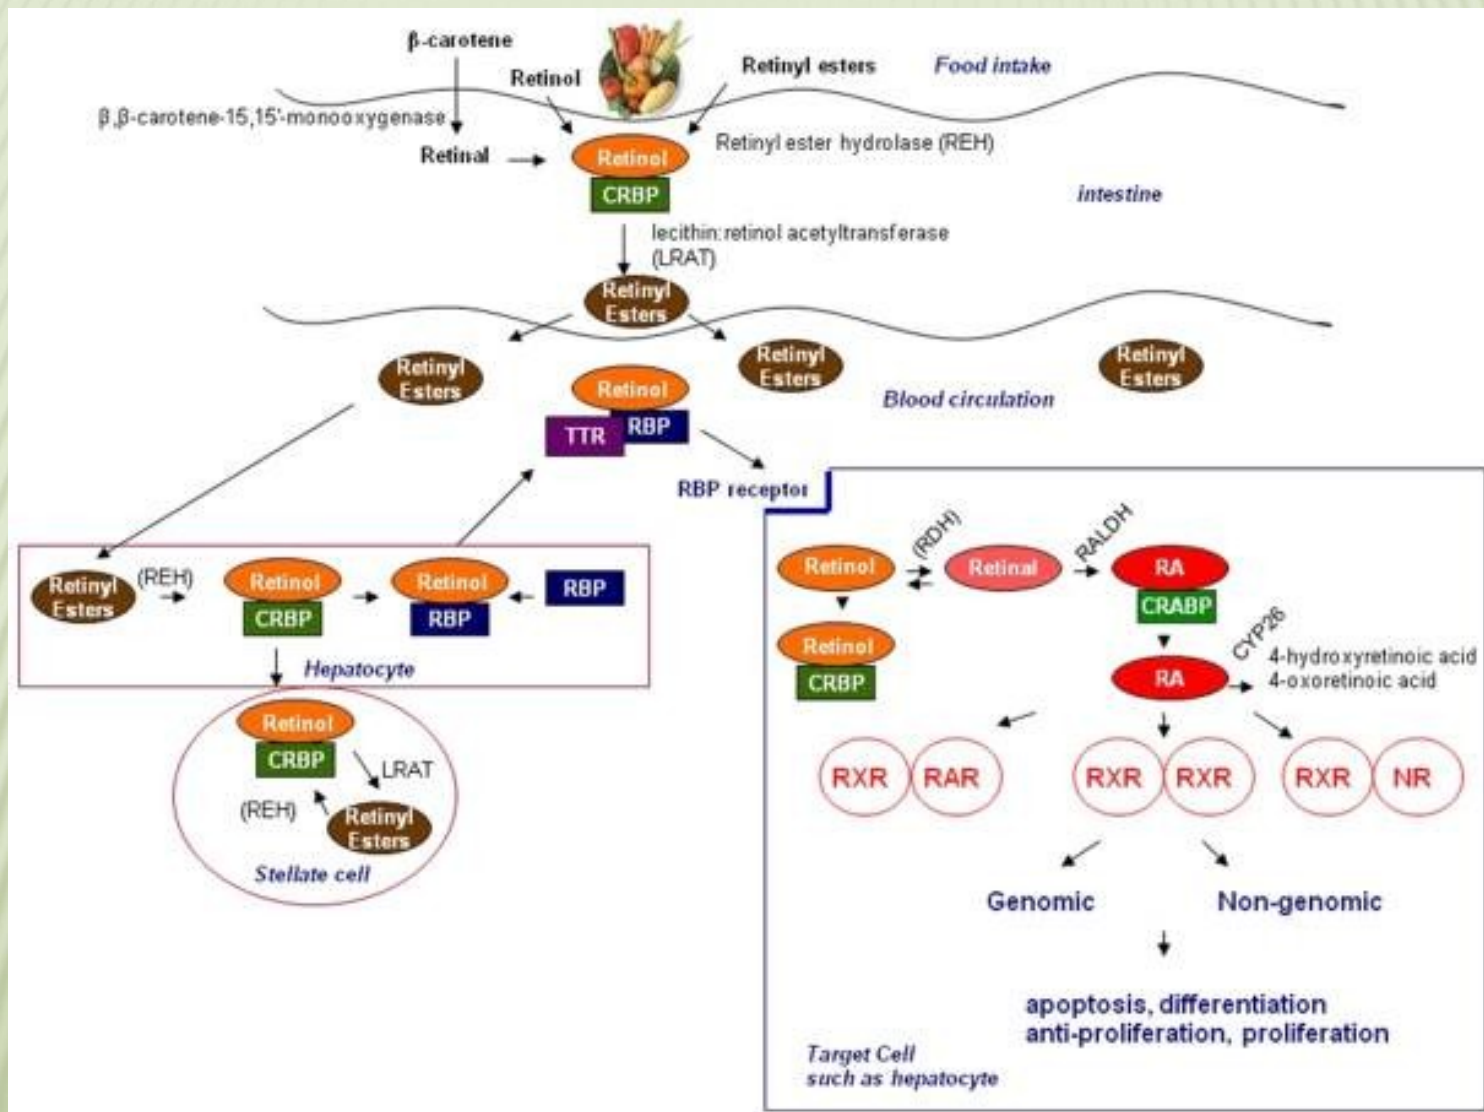 β-carotene
Retinol
Retinyl esters
Food intake
β,β-carotene-15,15'-monooxygenase
Retinal
Retinol
CRBP
Retinyl ester hydrolase (REH)
intestine
lecithin:retinol acetyltransferase
(LRAT)
Retinyl
Esters
Retinyl
Esters
Retinol
TTR
RBP
Retinyl
Esters
Blood circulation
Retinyl
Esters
RBP receptor
Retinyl
Esters
(REH)
Retinol
CRBP
Retinol
RBP
RBP
Hepatocyte
Retinol
CRBP
LRAT
(REH)
Retinyl
Esters
Stellate cell
Retinol
(RDH)
Retinal
RALDH
RA
CRABP
Retinol
CRBP
RA
CYP26
4-hydroxyretinoic acid
4-oxoretinoic acid
RXR
RAR
RXR
RXR
RXR
NR
Genomic
Non-genomic
apoptosis, differentiation
anti-proliferation, proliferation
Target Cell
such as hepatocyte